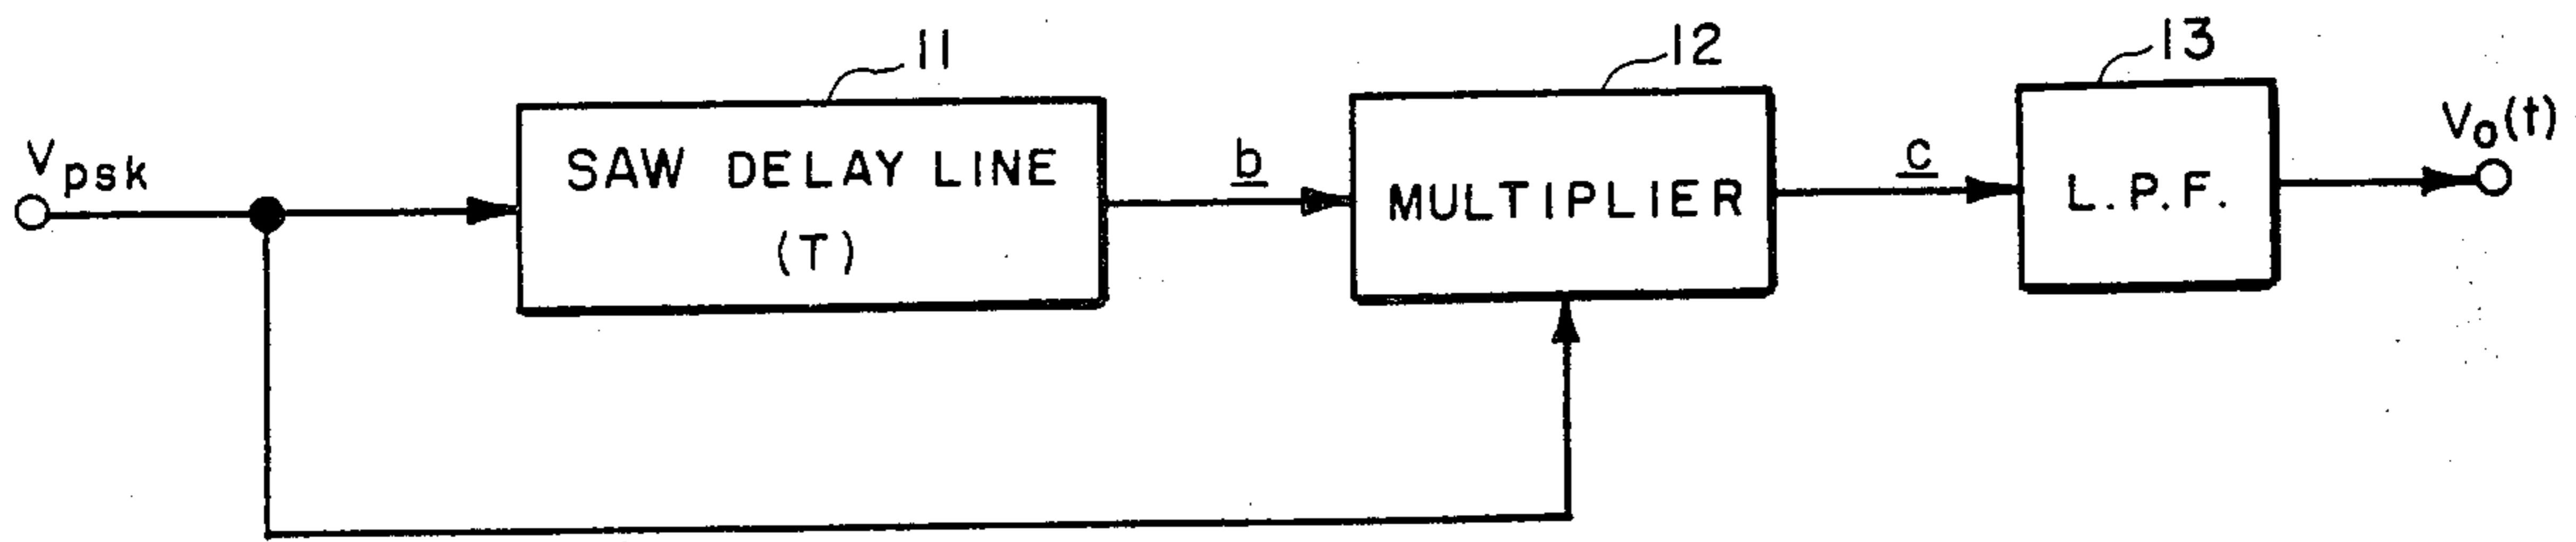 11
12
13
Vpsk
SAW DELAY LINE
(T)
b
MULTIPLIER
c
L.P.F.
Vo(t)